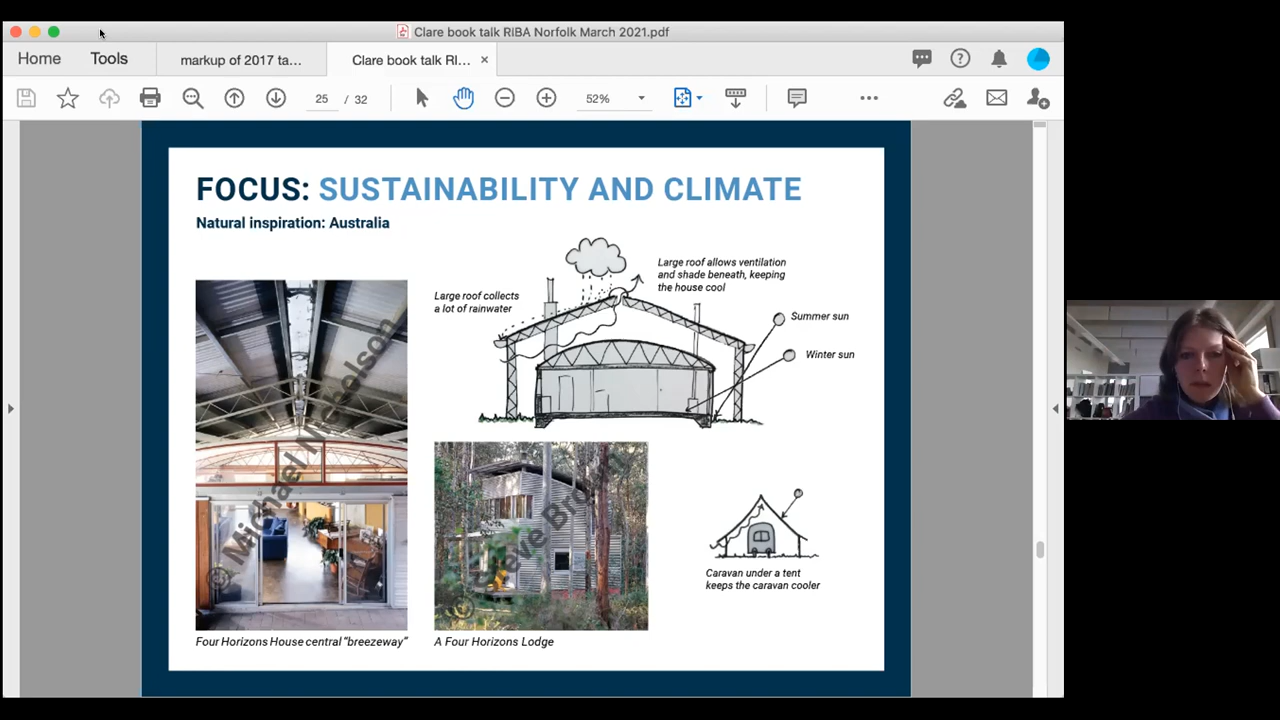 Clare book talk RIBA Norfolk March 2021.pdf
Home
Tools
markup of 2017 ta...
Clare book talk RI...
25 / 32
52%
FOCUS: SUSTAINABILITY AND CLIMATE
Natural inspiration: Australia
Large roof collects
a lot of rainwater
Large roof allows ventilation
and shade beneath, keeping
the house cool
Summer sun
Winter sun
© Michael Nicholson
Four Horizons House central "breezeway"
A Four Horizons Lodge
Caravan under a tent
keeps the caravan cooler